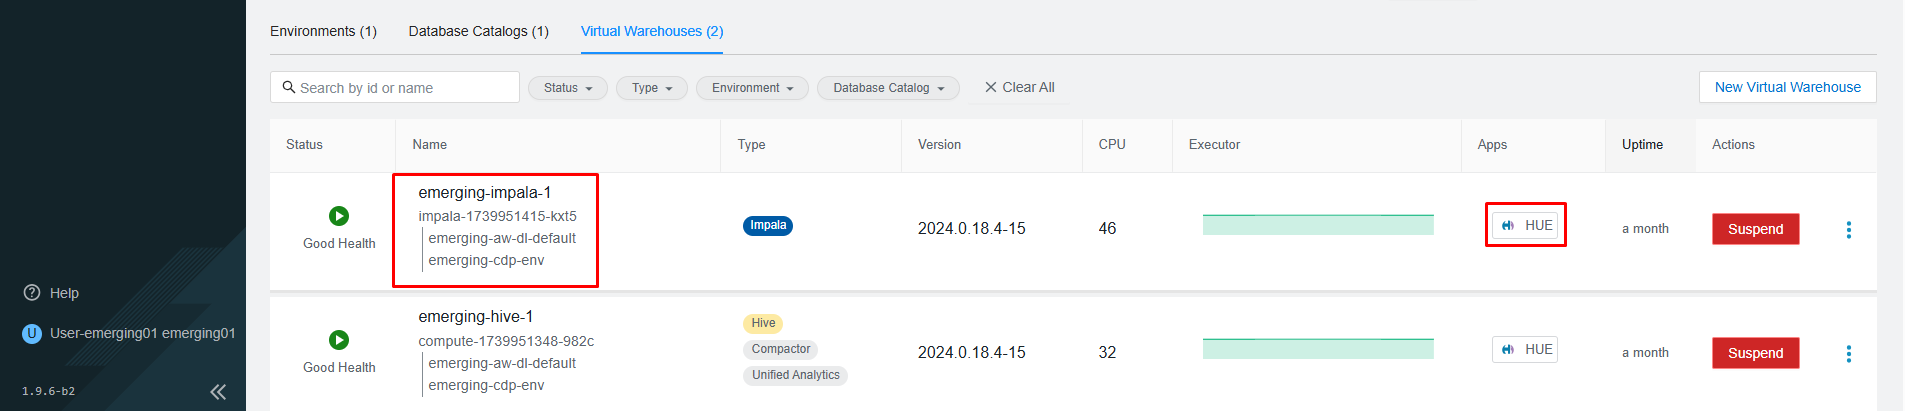 Environments (1) Database Catalogs (1) Virtual Warehouses (2)
Search by id or name Status Type Environment Database Catalog Clear All New Virtual Warehouse
Status Name Type Version CPU Executor Apps Uptime Actions
emerging-impala-1
impala-1739951415-kxt5
emerging-aw-dl-default
emerging-cdp-env
Good Health
Impala
2024.0.18.4-15
46
HUE
a month
Suspend
emerging-hive-1
compute-1739951348-982c
emerging-aw-dl-default
emerging-cdp-env
Good Health
Hive
Compactor
Unified Analytics
2024.0.18.4-15
32
HUE
a month
Suspend
Help
U User-emerging01 emerging01
1.9.6-b2